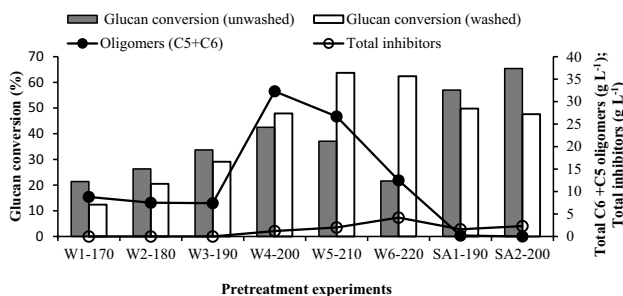 Glucan conversion (unwashed) Glucan conversion (washed)
Oligomers (C5+C6) Total inhibitors
Glucan conversion (%)
70
60
50
40
30
20
10
0
40
35
30
25
20
15
10
5
0
Total C6 +C5 oligomers (g L⁻¹);
Total inhibitors (g L⁻¹)
W1-170 W2-180 W3-190 W4-200 W5-210 W6-220 SA1-190 SA2-200
Pretreatment experiments